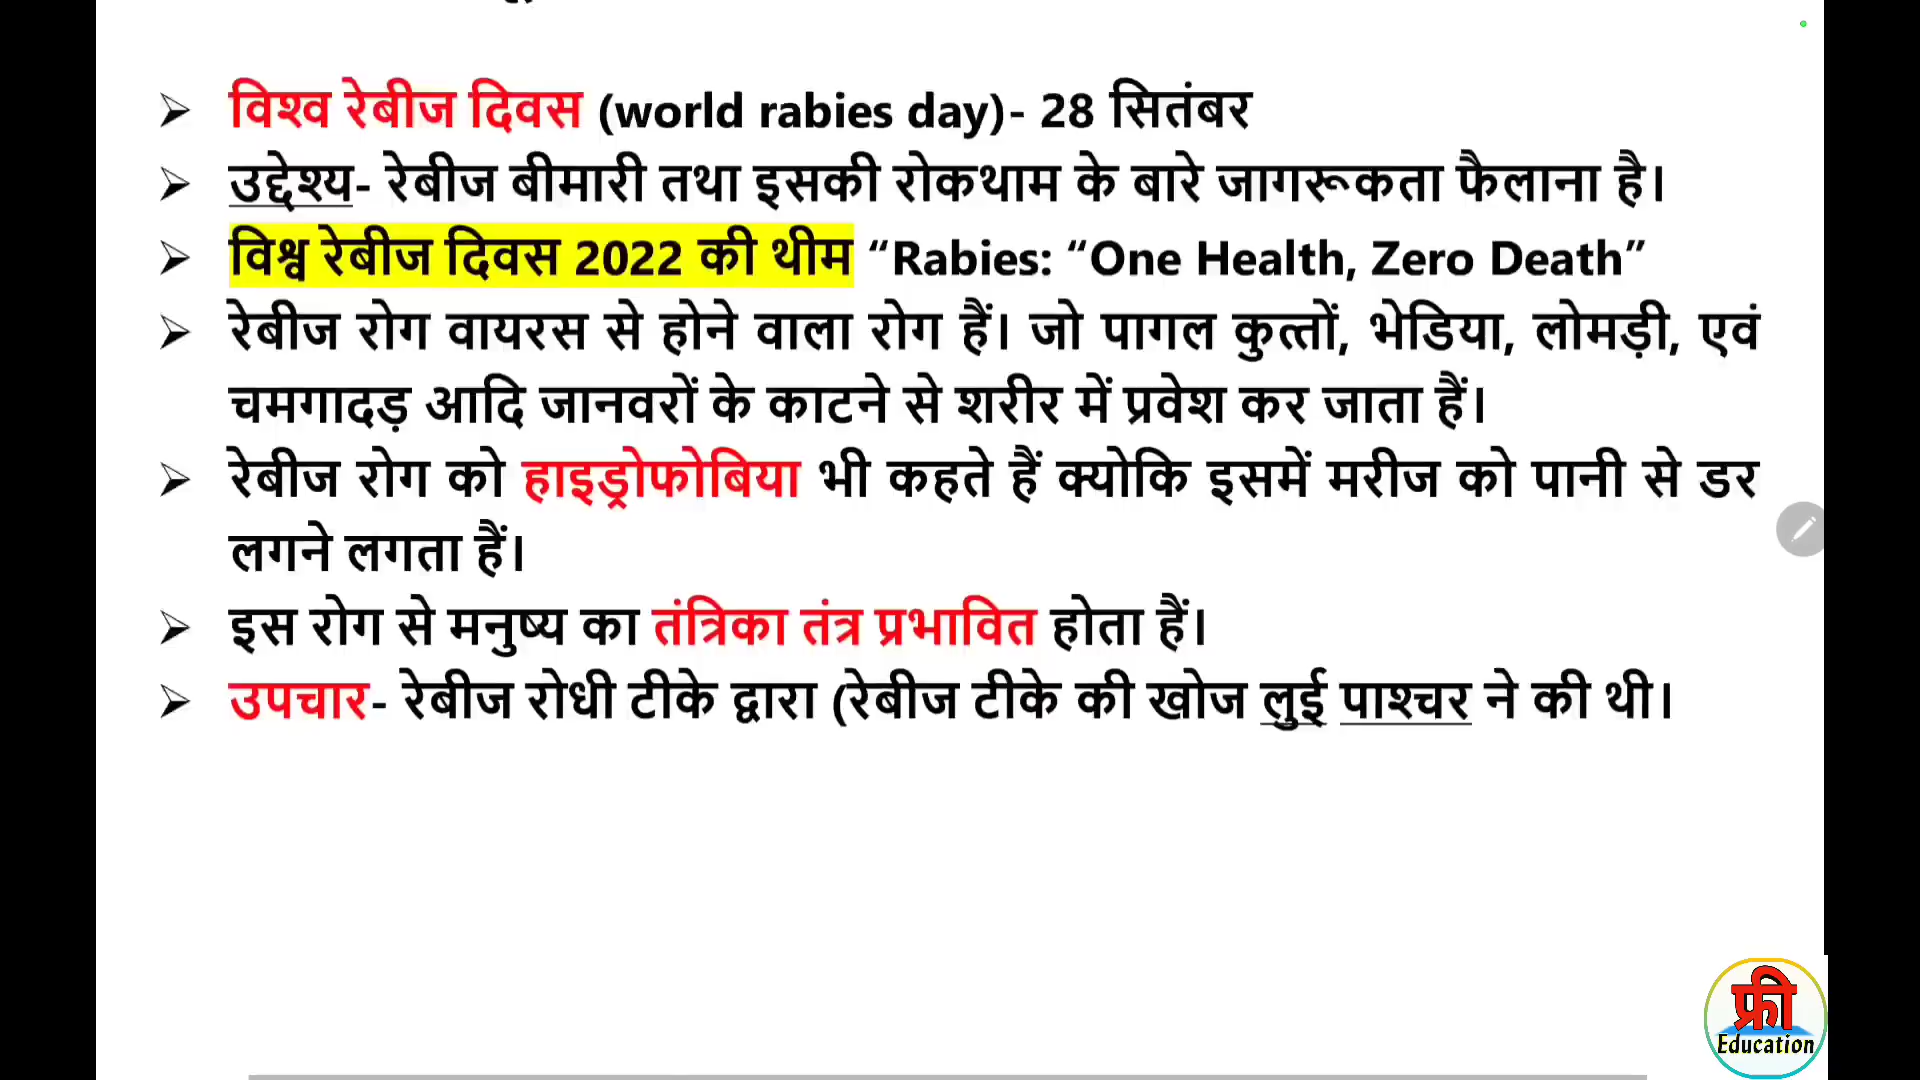 विश्व रेबीज दिवस (world rabies day)- 28 सितंबर
उद्देश्य- रेबीज बीमारी तथा इसकी रोकथाम के बारे जागरूकता फैलाना है।
विश्व रेबीज दिवस 2022 की थीम “Rabies: “One Health, Zero Death”
रेबीज रोग वायरस से होने वाला रोग हैं। जो पागल कुत्तों, भेडिया, लोमड़ी, एवं
चमगादड़ आदि जानवरों के काटने से शरीर में प्रवेश कर जाता हैं।
रेबीज रोग को हाइड्रोफोबिया भी कहते हैं क्योकि इसमें मरीज को पानी से डर
लगने लगता हैं।
इस रोग से मनुष्य का तंत्रिका तंत्र प्रभावित होता हैं।
उपचार- रेबीज रोधी टीके द्वारा (रेबीज टीके की खोज लुई पाश्चर ने की थी।
फ्री
Education